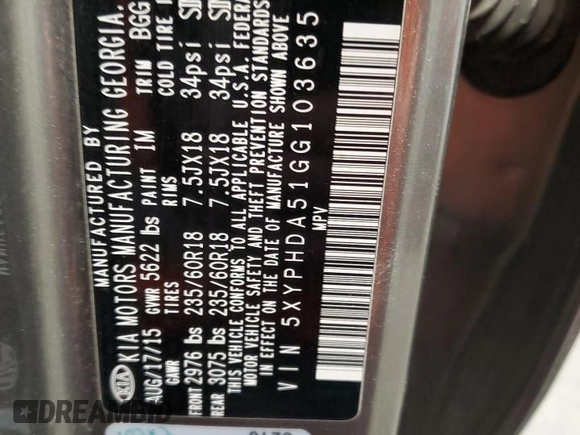 MANUFACTURED BY
KIA MOTORS MANUFACTURING GEORGIA,
AUG/17/15 GVWR 5622 lbs PAINT 1M TRIM BGG
GAWR TIRES RIMS COLD TIRE
FRONT 2976 lbs 235/60R18 7.5JX18 34psi
REAR 3075 lbs 235/60R18 7.5JX18 34psi
THIS VEHICLE CONFORMS TO ALL APPLICABLE U.S.A. FEDERAL
MOTOR VEHICLE SAFETY AND THEFT PREVENTION STANDARDS
IN EFFECT ON THE DATE OF MANUFACTURE SHOWN ABOVE
VIN 5XYPHDA51GG103635
MPV
KIA
DREAMBID